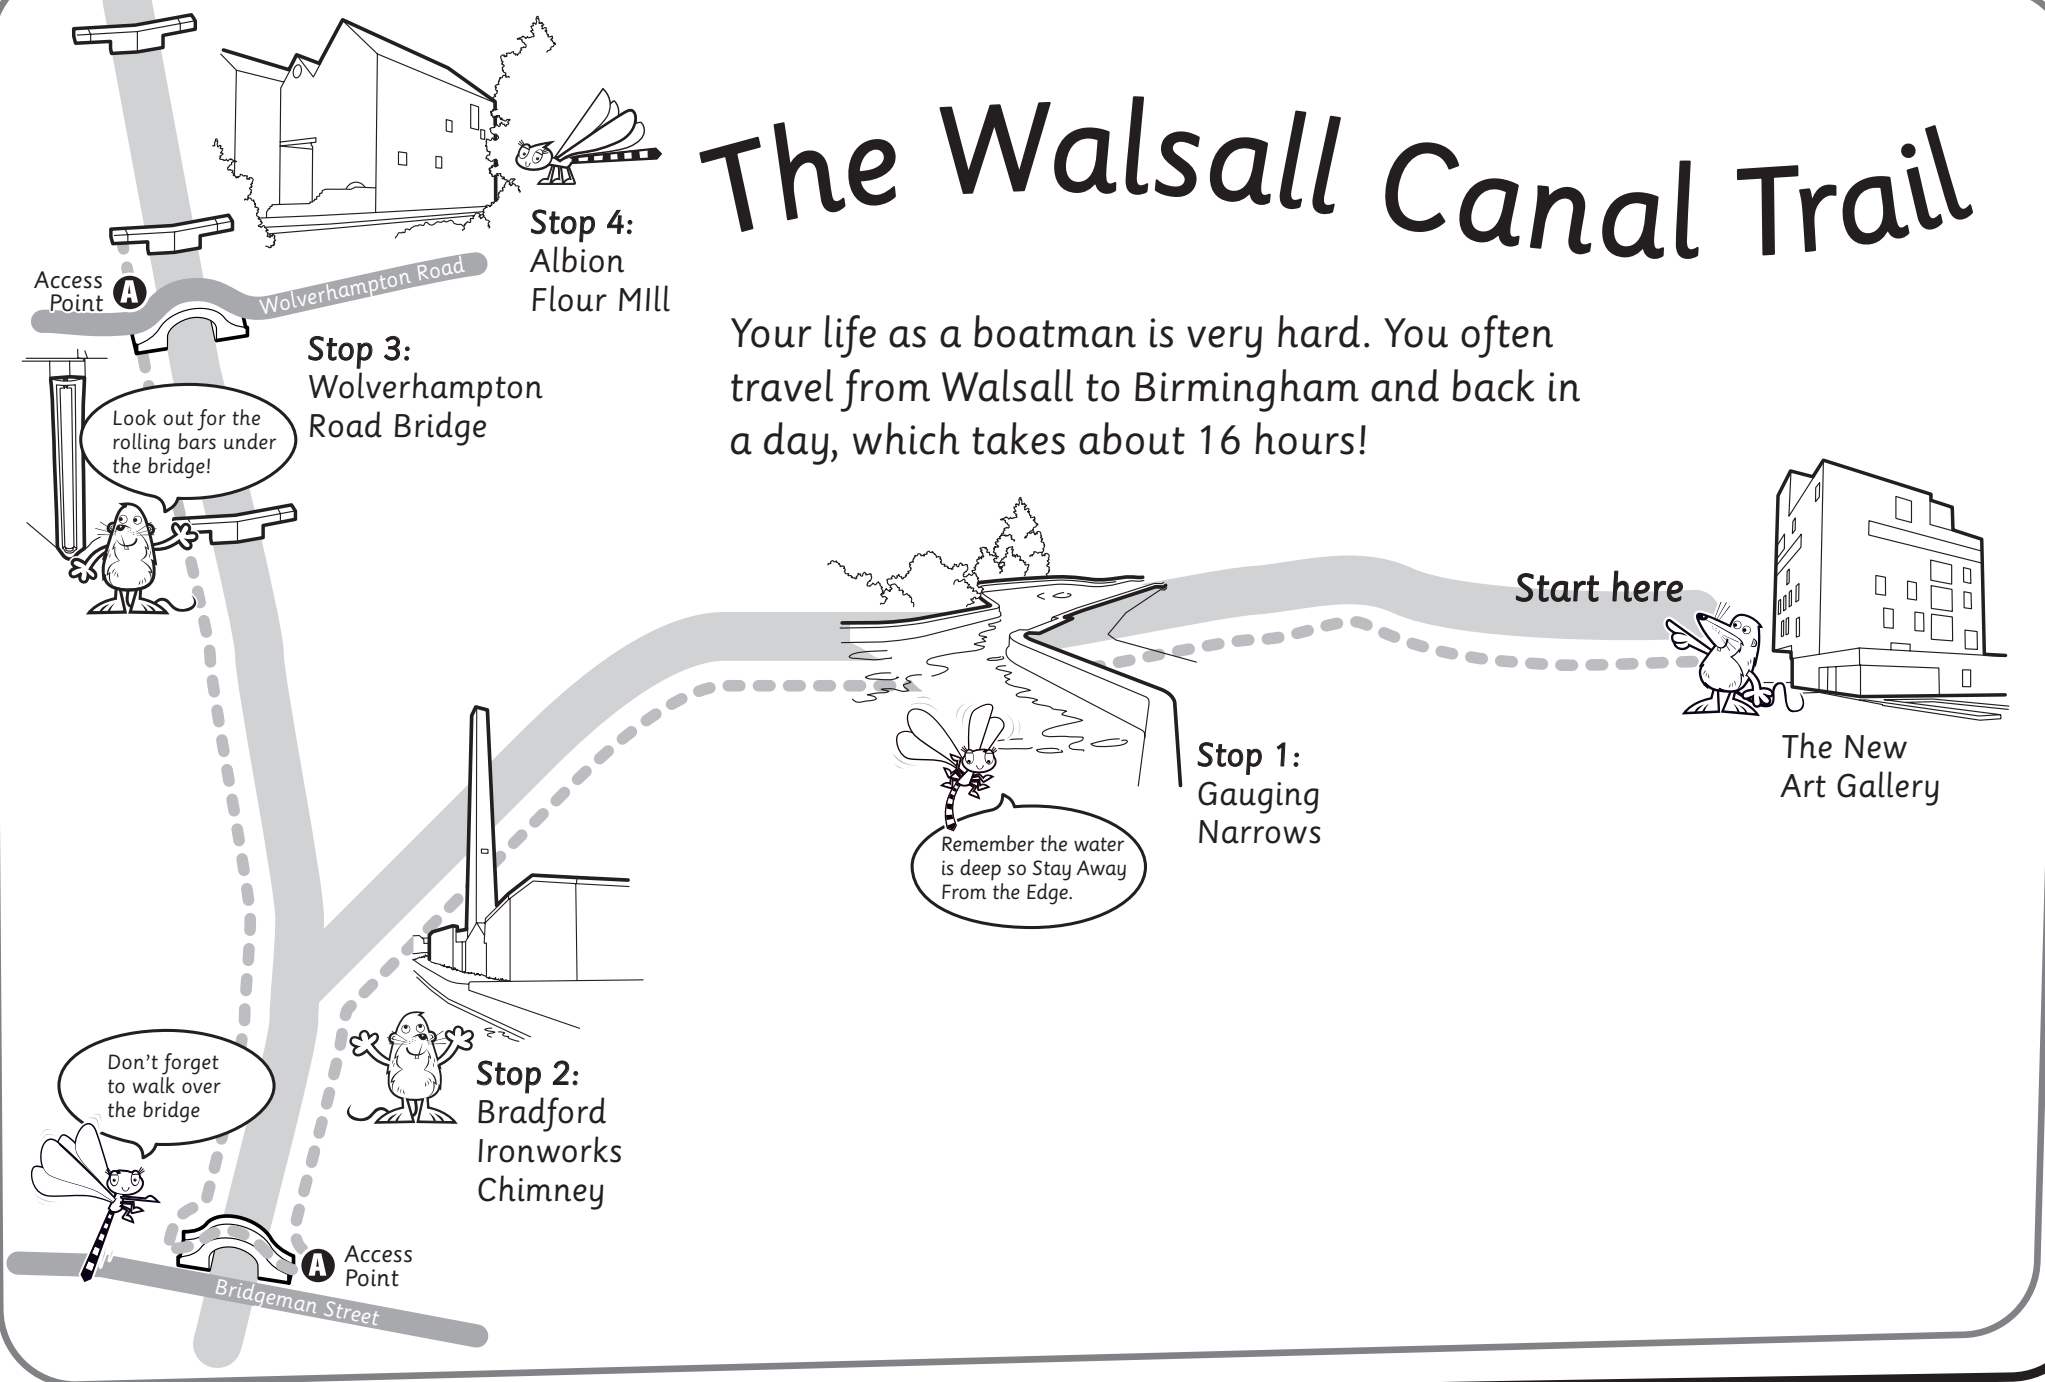 The Walsall Canal Trail
Your life as a boatman is very hard. You often
travel from Walsall to Birmingham and back in
a day, which takes about 16 hours!
Start here
The New
Art Gallery
Stop 1:
Gauging
Narrows
Remember the water
is deep so Stay Away
From the Edge.
Stop 2:
Bradford
Ironworks
Chimney
Don't forget
to walk over
the bridge
A
Access
Point
Bridgeman Street
Stop 3:
Wolverhampton
Road Bridge
Look out for the
rolling bars under
the bridge!
Access
Point
A
Wolverhampton Road
Stop 4:
Albion
Flour MIll